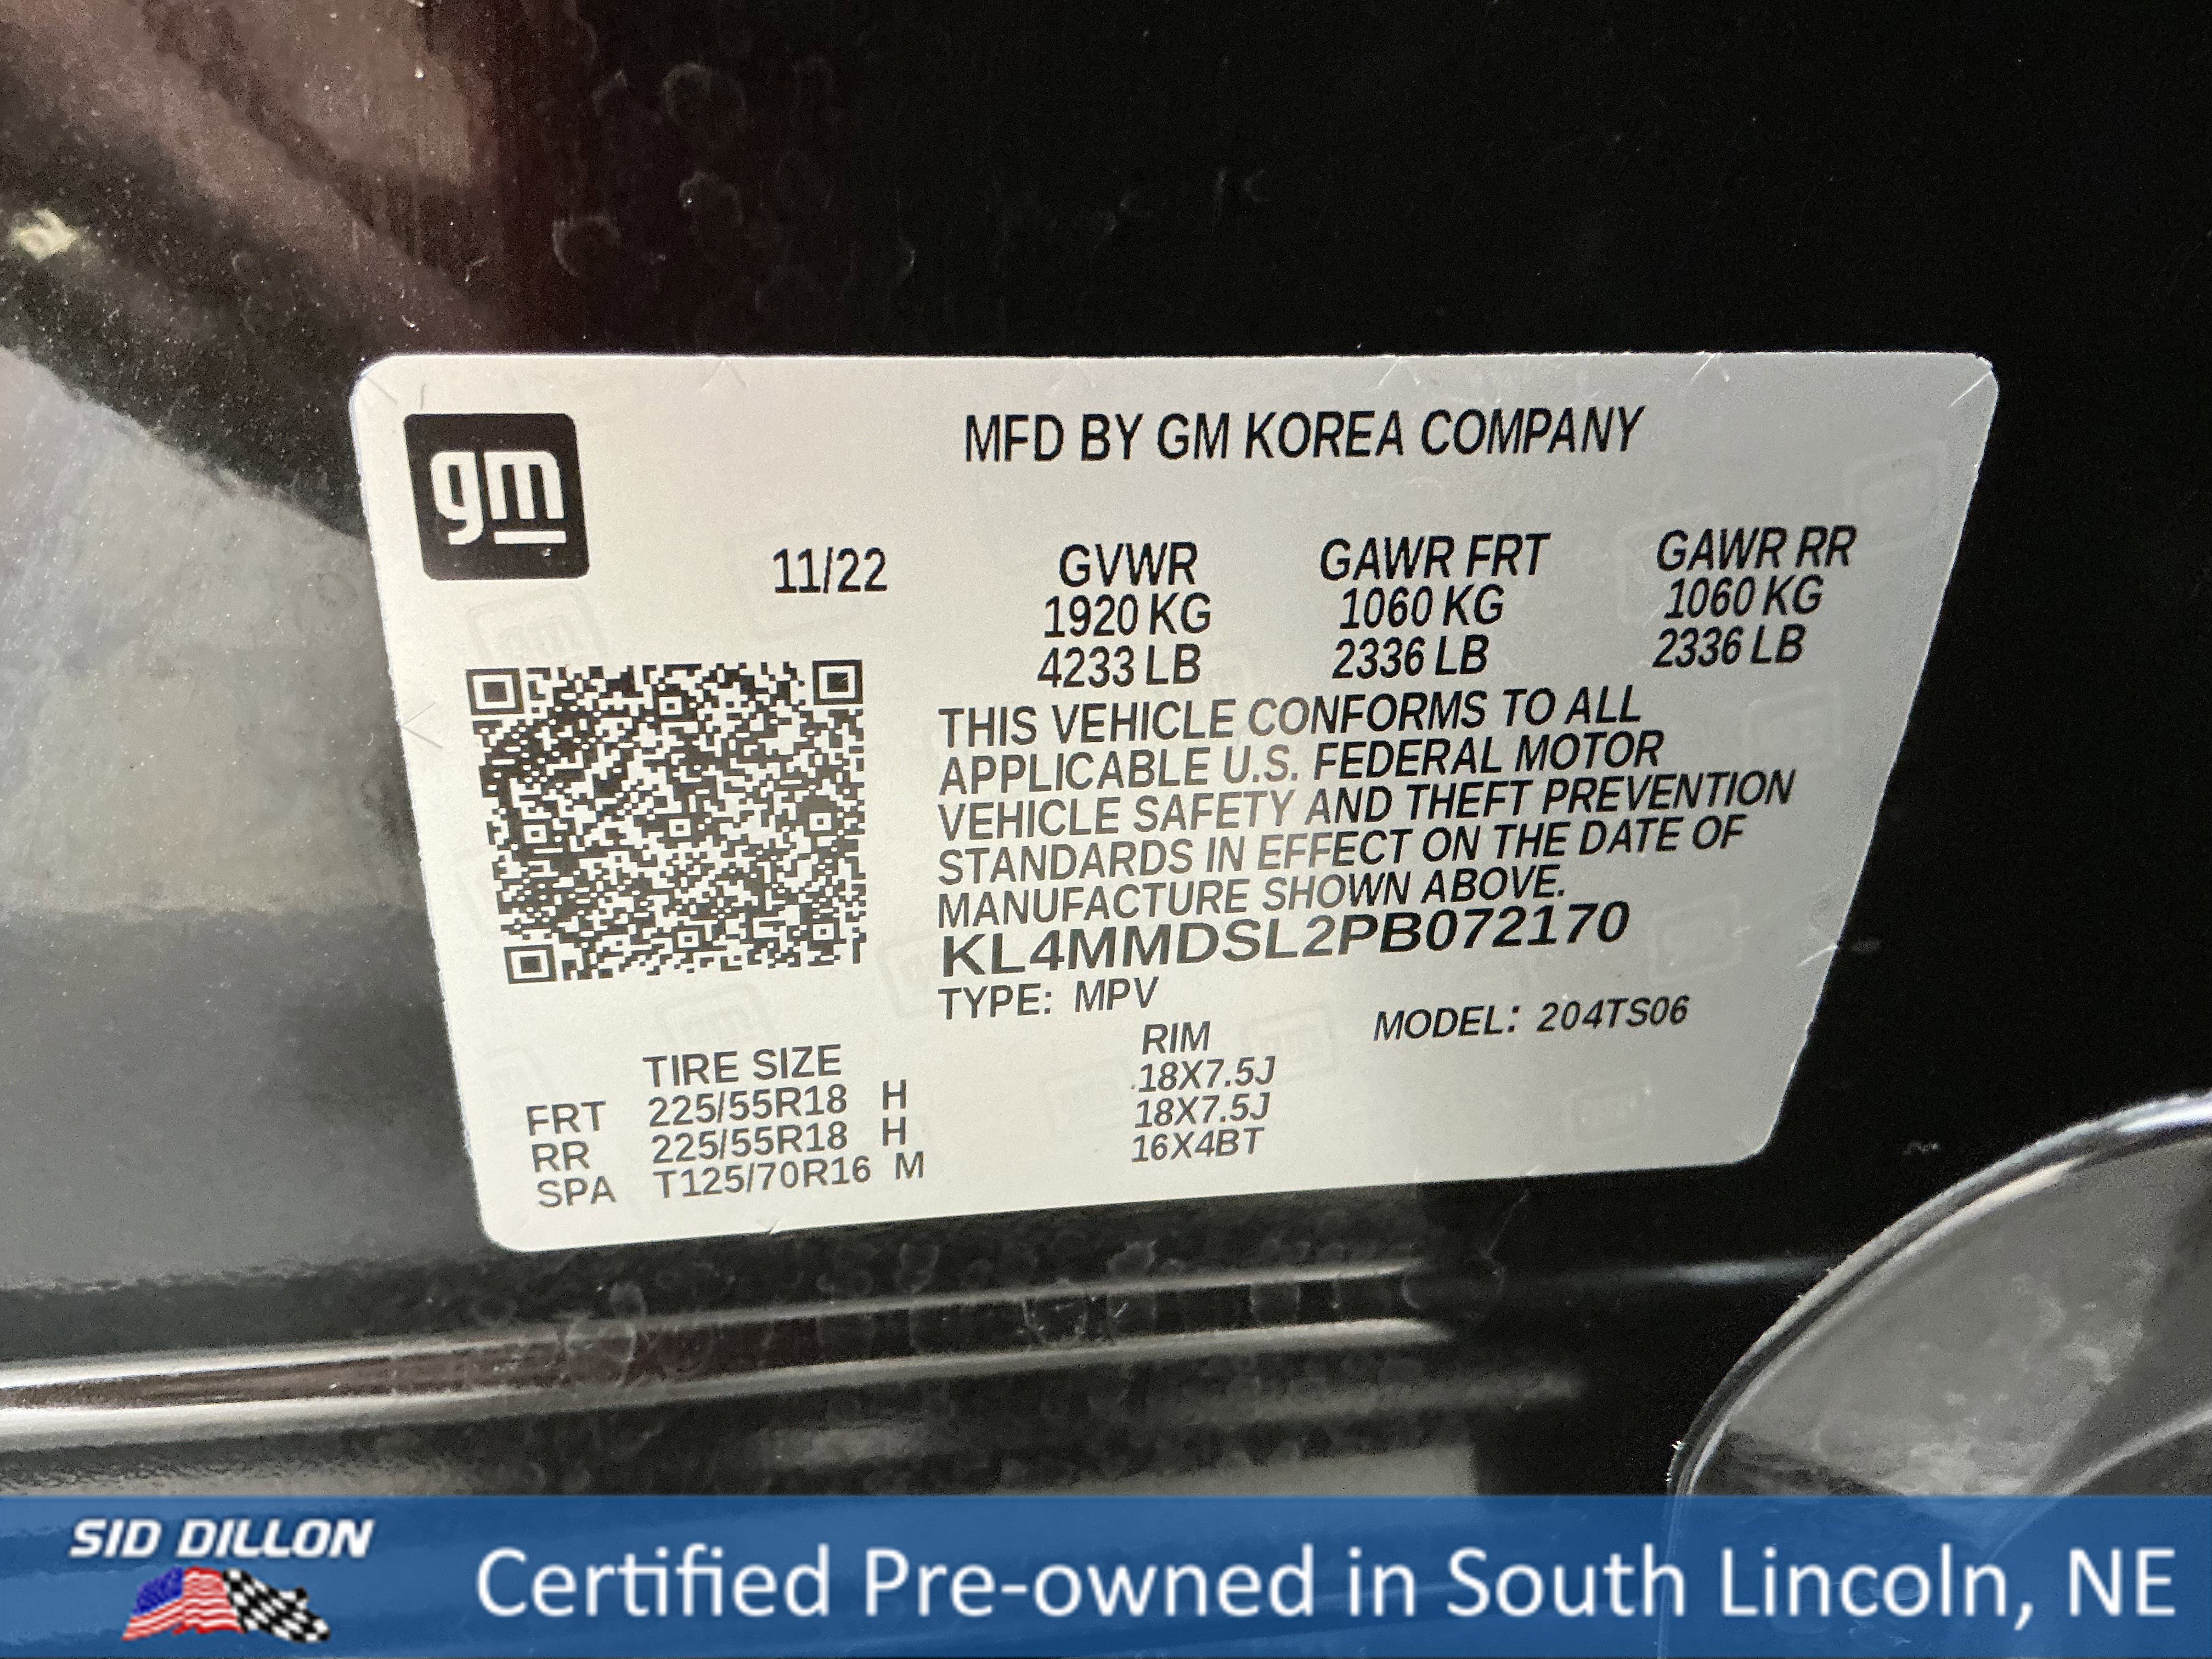 gm
MFD BY GM KOREA COMPANY
11/22 GVWR GAWR FRT GAWR RR
1920 KG 1060 KG 1060 KG
4233 LB 2336 LB 2336 LB
THIS VEHICLE CONFORMS TO ALL
APPLICABLE U.S. FEDERAL MOTOR
VEHICLE SAFETY AND THEFT PREVENTION
STANDARDS IN EFFECT ON THE DATE OF
MANUFACTURE SHOWN ABOVE.
KL4MMDSL2PB072170
TYPE: MPV
MODEL: 204TS06
TIRE SIZE RIM
FRT 225/55R18 H 18X7.5J
RR 225/55R18 H 18X7.5J
SPA T125/70R16 M 16X4BT
SID DILLON
Certified Pre-owned in South Lincoln, NE